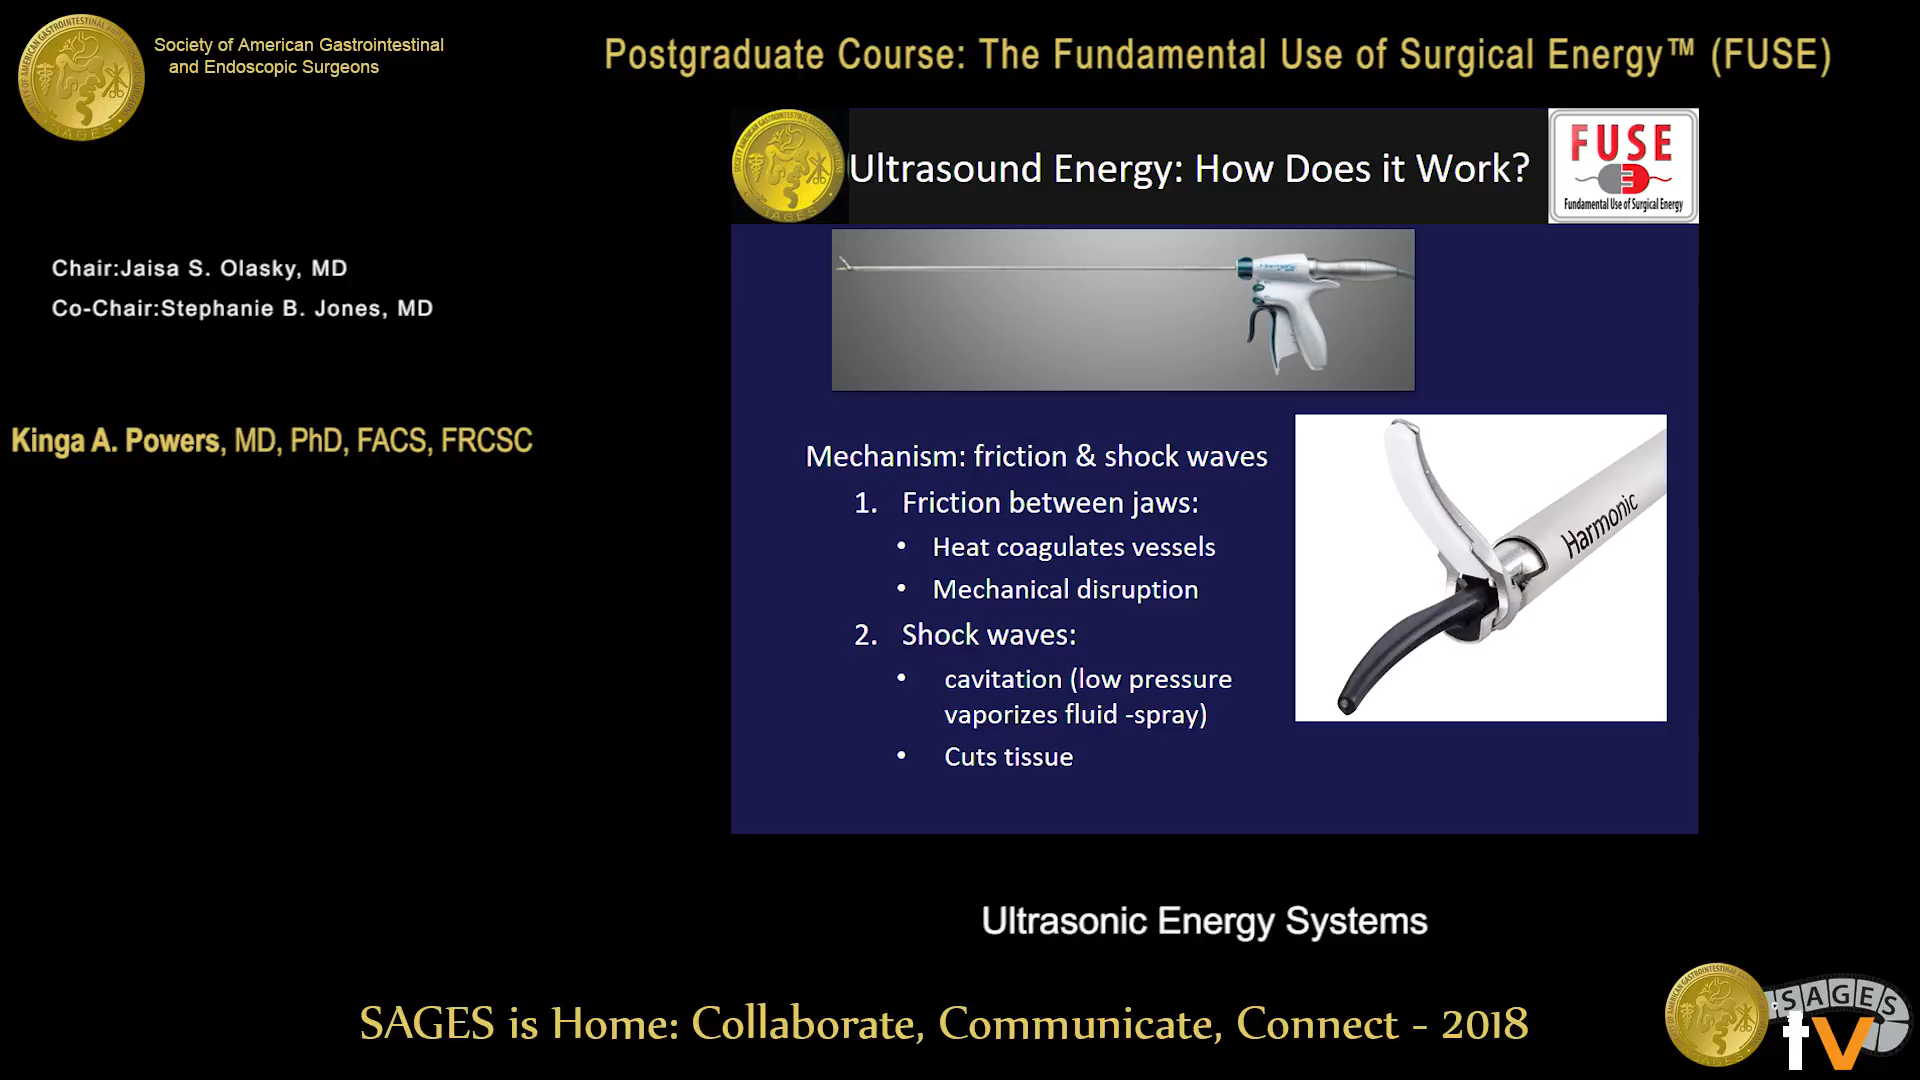 Society of American Gastrointestinal
and Endoscopic Surgeons
Postgraduate Course: The Fundamental Use of Surgical Energy™ (FUSE)
Ultrasound Energy: How Does it Work?
FUSE
Fundamental Use of Surgical Energy
Chair:Jaisa S. Olasky, MD
Co-Chair:Stephanie B. Jones, MD
Kinga A. Powers, MD, PhD, FACS, FRCSC
Mechanism: friction & shock waves
1. Friction between jaws:
• Heat coagulates vessels
• Mechanical disruption
2. Shock waves:
• cavitation (low pressure
vaporizes fluid -spray)
• Cuts tissue
Harmonic
Ultrasonic Energy Systems
SAGES is Home: Collaborate, Communicate, Connect - 2018
SAGES
tv